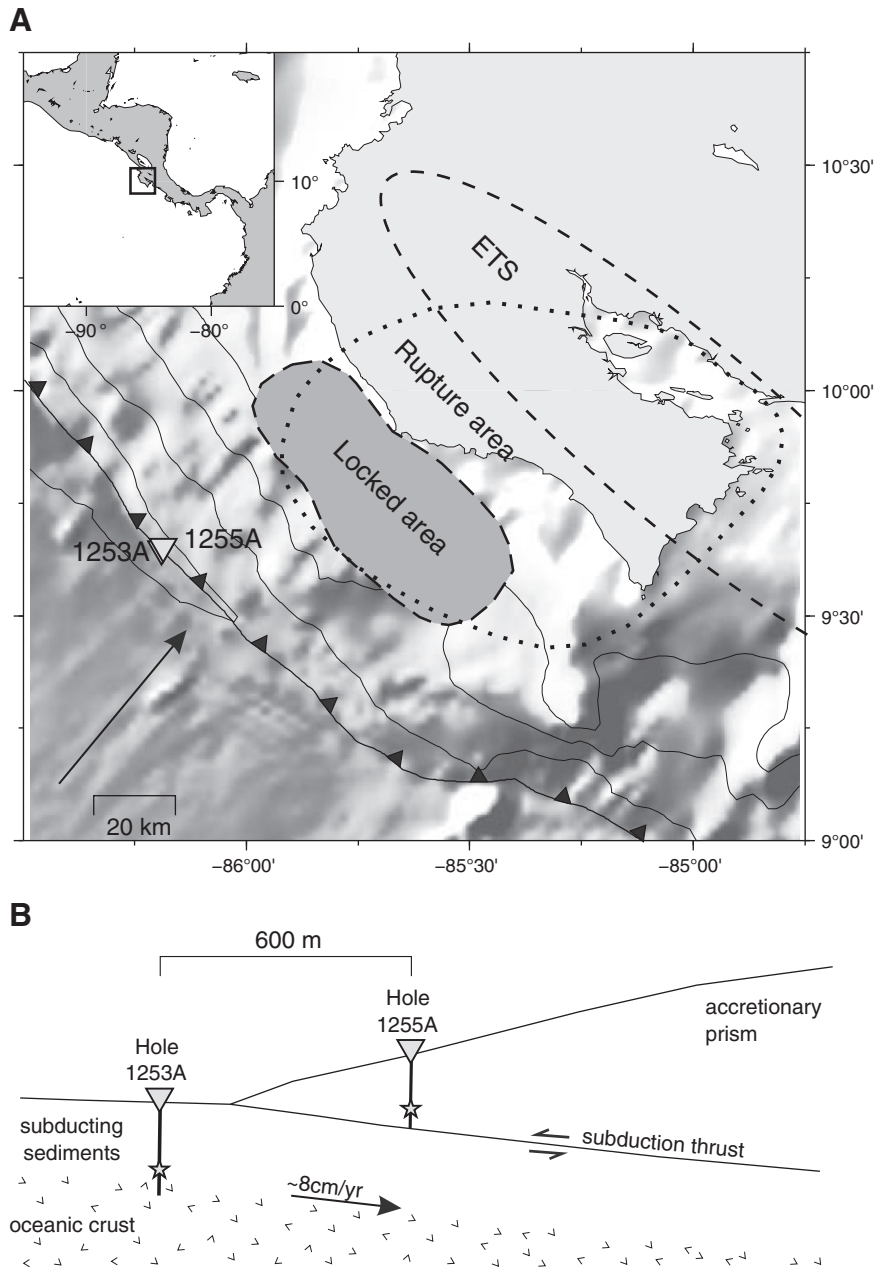 A
10°
0°
−90°
−80°
10°30'
ETS
Rupture area
10°00'
Locked area
1253A
1255A
9°30'
20 km
9°00'
−86°00'
−85°30'
−85°00'
B
600 m
Hole
1255A
accretionary
prism
Hole
1253A
subducting
sediments
subduction thrust
~8cm/yr
oceanic crust